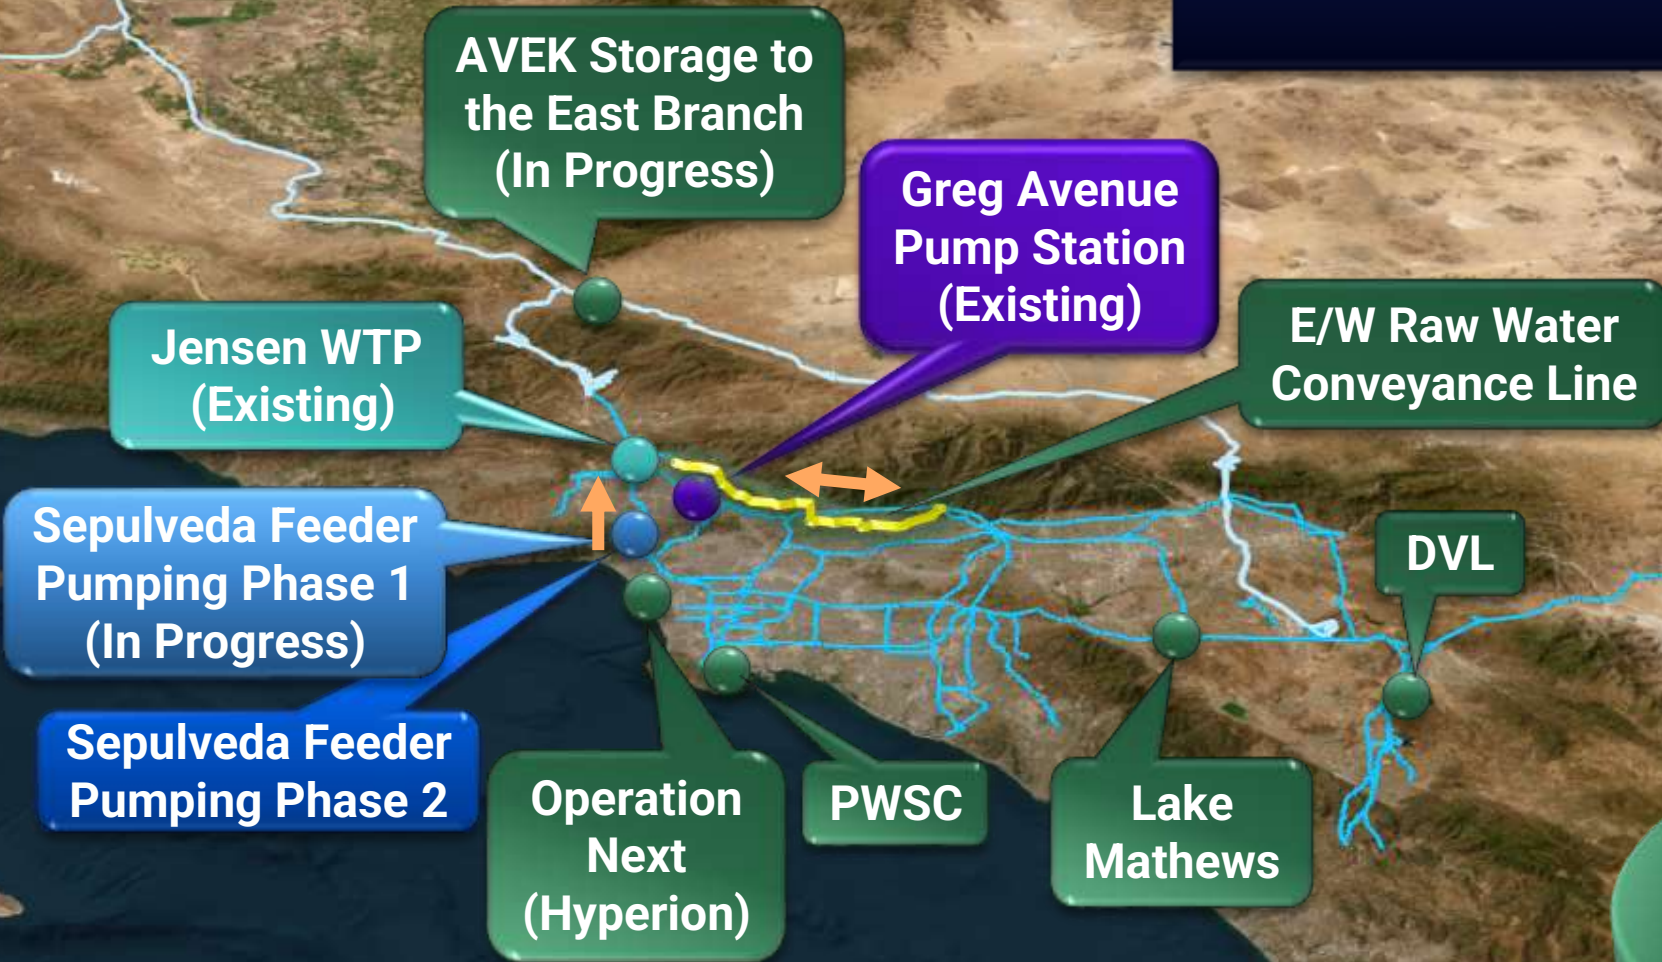 AVEK Storage to
the East Branch
(In Progress)
Greg Avenue
Pump Station
(Existing)
E/W Raw Water
Conveyance Line
Jensen WTP
(Existing)
Sepulveda Feeder
Pumping Phase 1
(In Progress)
DVL
Sepulveda Feeder
Pumping Phase 2
Operation
Next
(Hyperion)
PWSC
Lake
Mathews